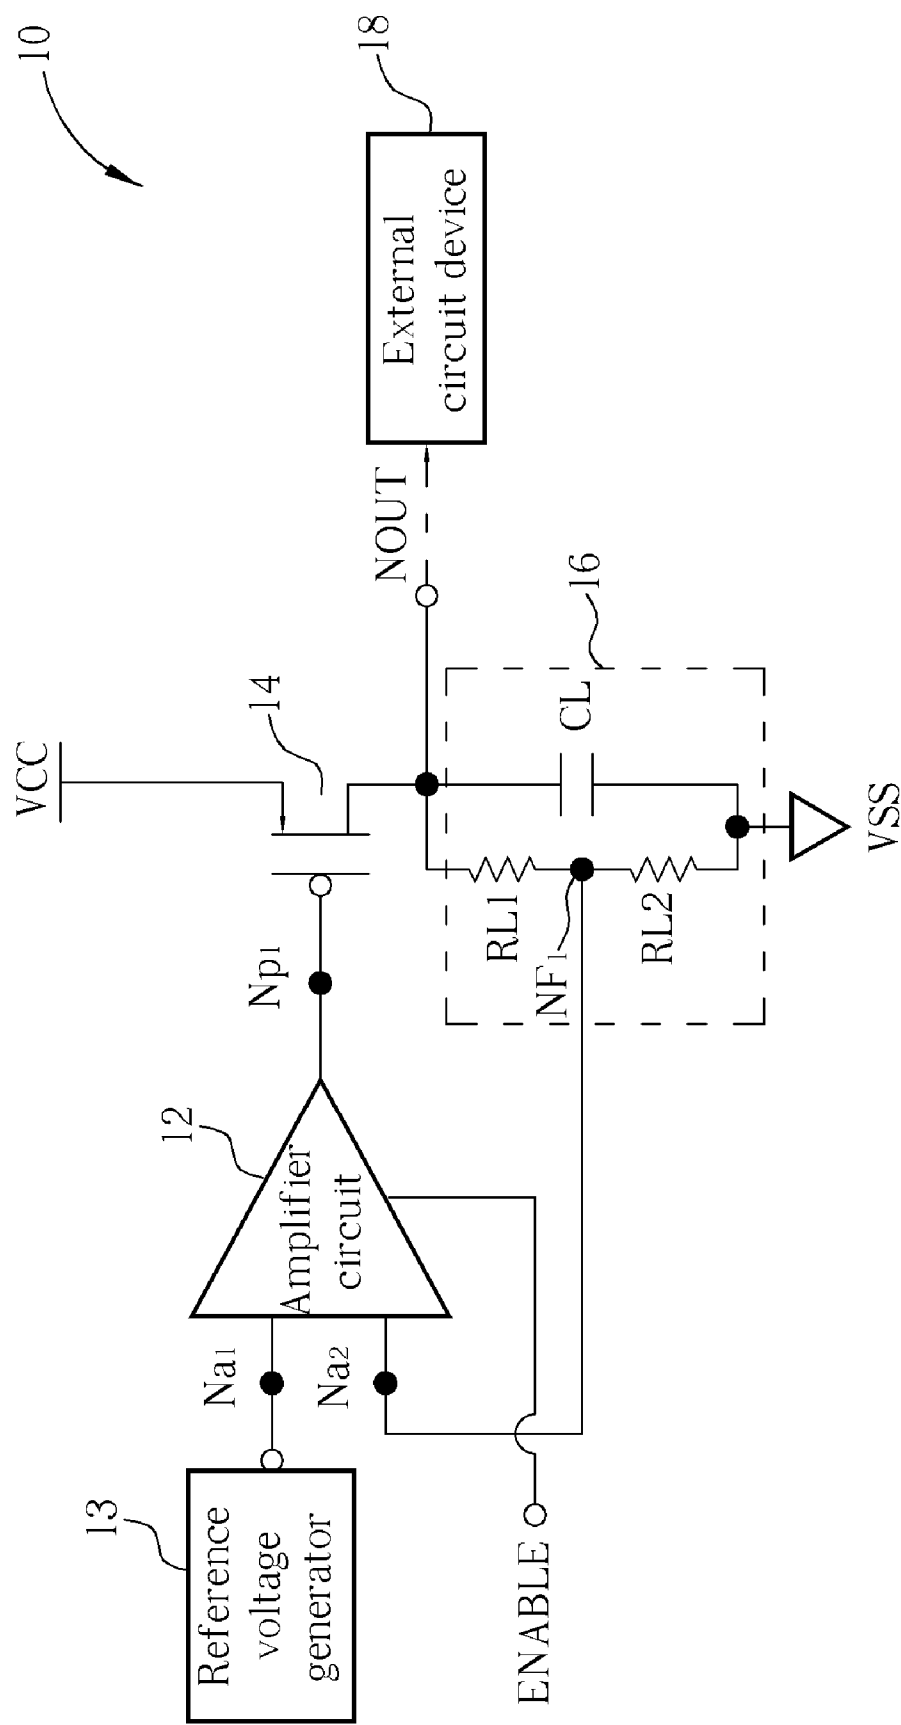 10
VCC
14
18
External
circuit device
NOUT
12
Np1
Amplifier
circuit
13
Reference
voltage
generator
Na1
Na2
16
RL1
CL
NF1
RL2
ENABLE
VSS